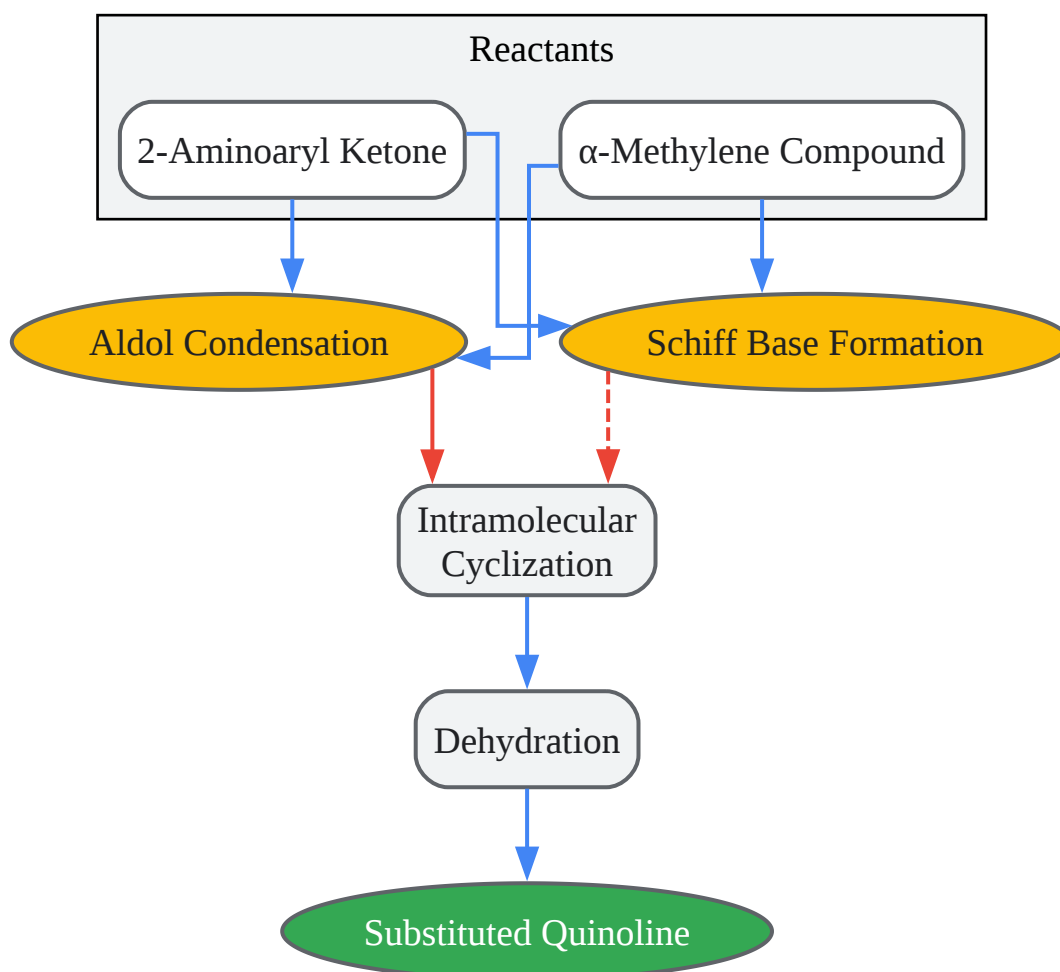 Reactants
2-Aminoaryl Ketone
α-Methylene Compound
Aldol Condensation
Schiff Base Formation
Intramolecular
Cyclization
Dehydration
Substituted Quinoline